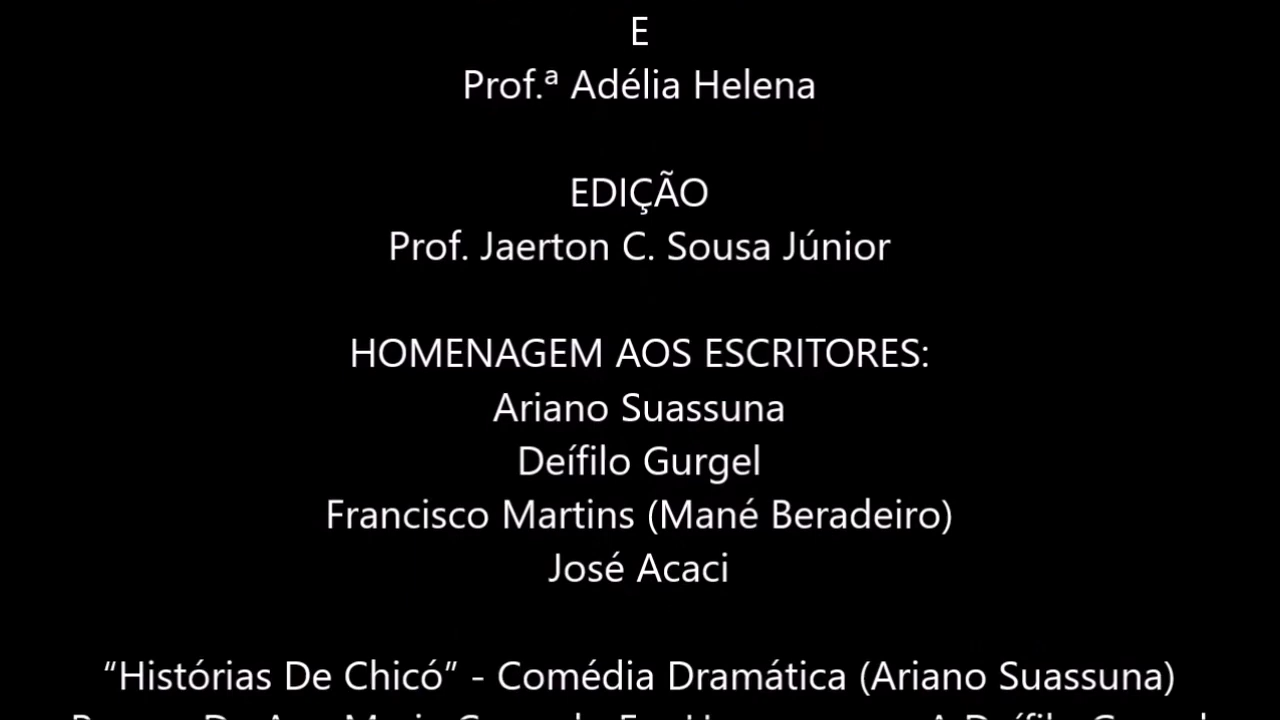 E
Prof.ª Adélia Helena
EDIÇÃO
Prof. Jaerton C. Sousa Júnior
HOMENAGEM AOS ESCRITORES:
Ariano Suassuna
Deífilo Gurgel
Francisco Martins (Mané Beradeiro)
José Acaci
“Histórias De Chicó” - Comédia Dramática (Ariano Suassuna)